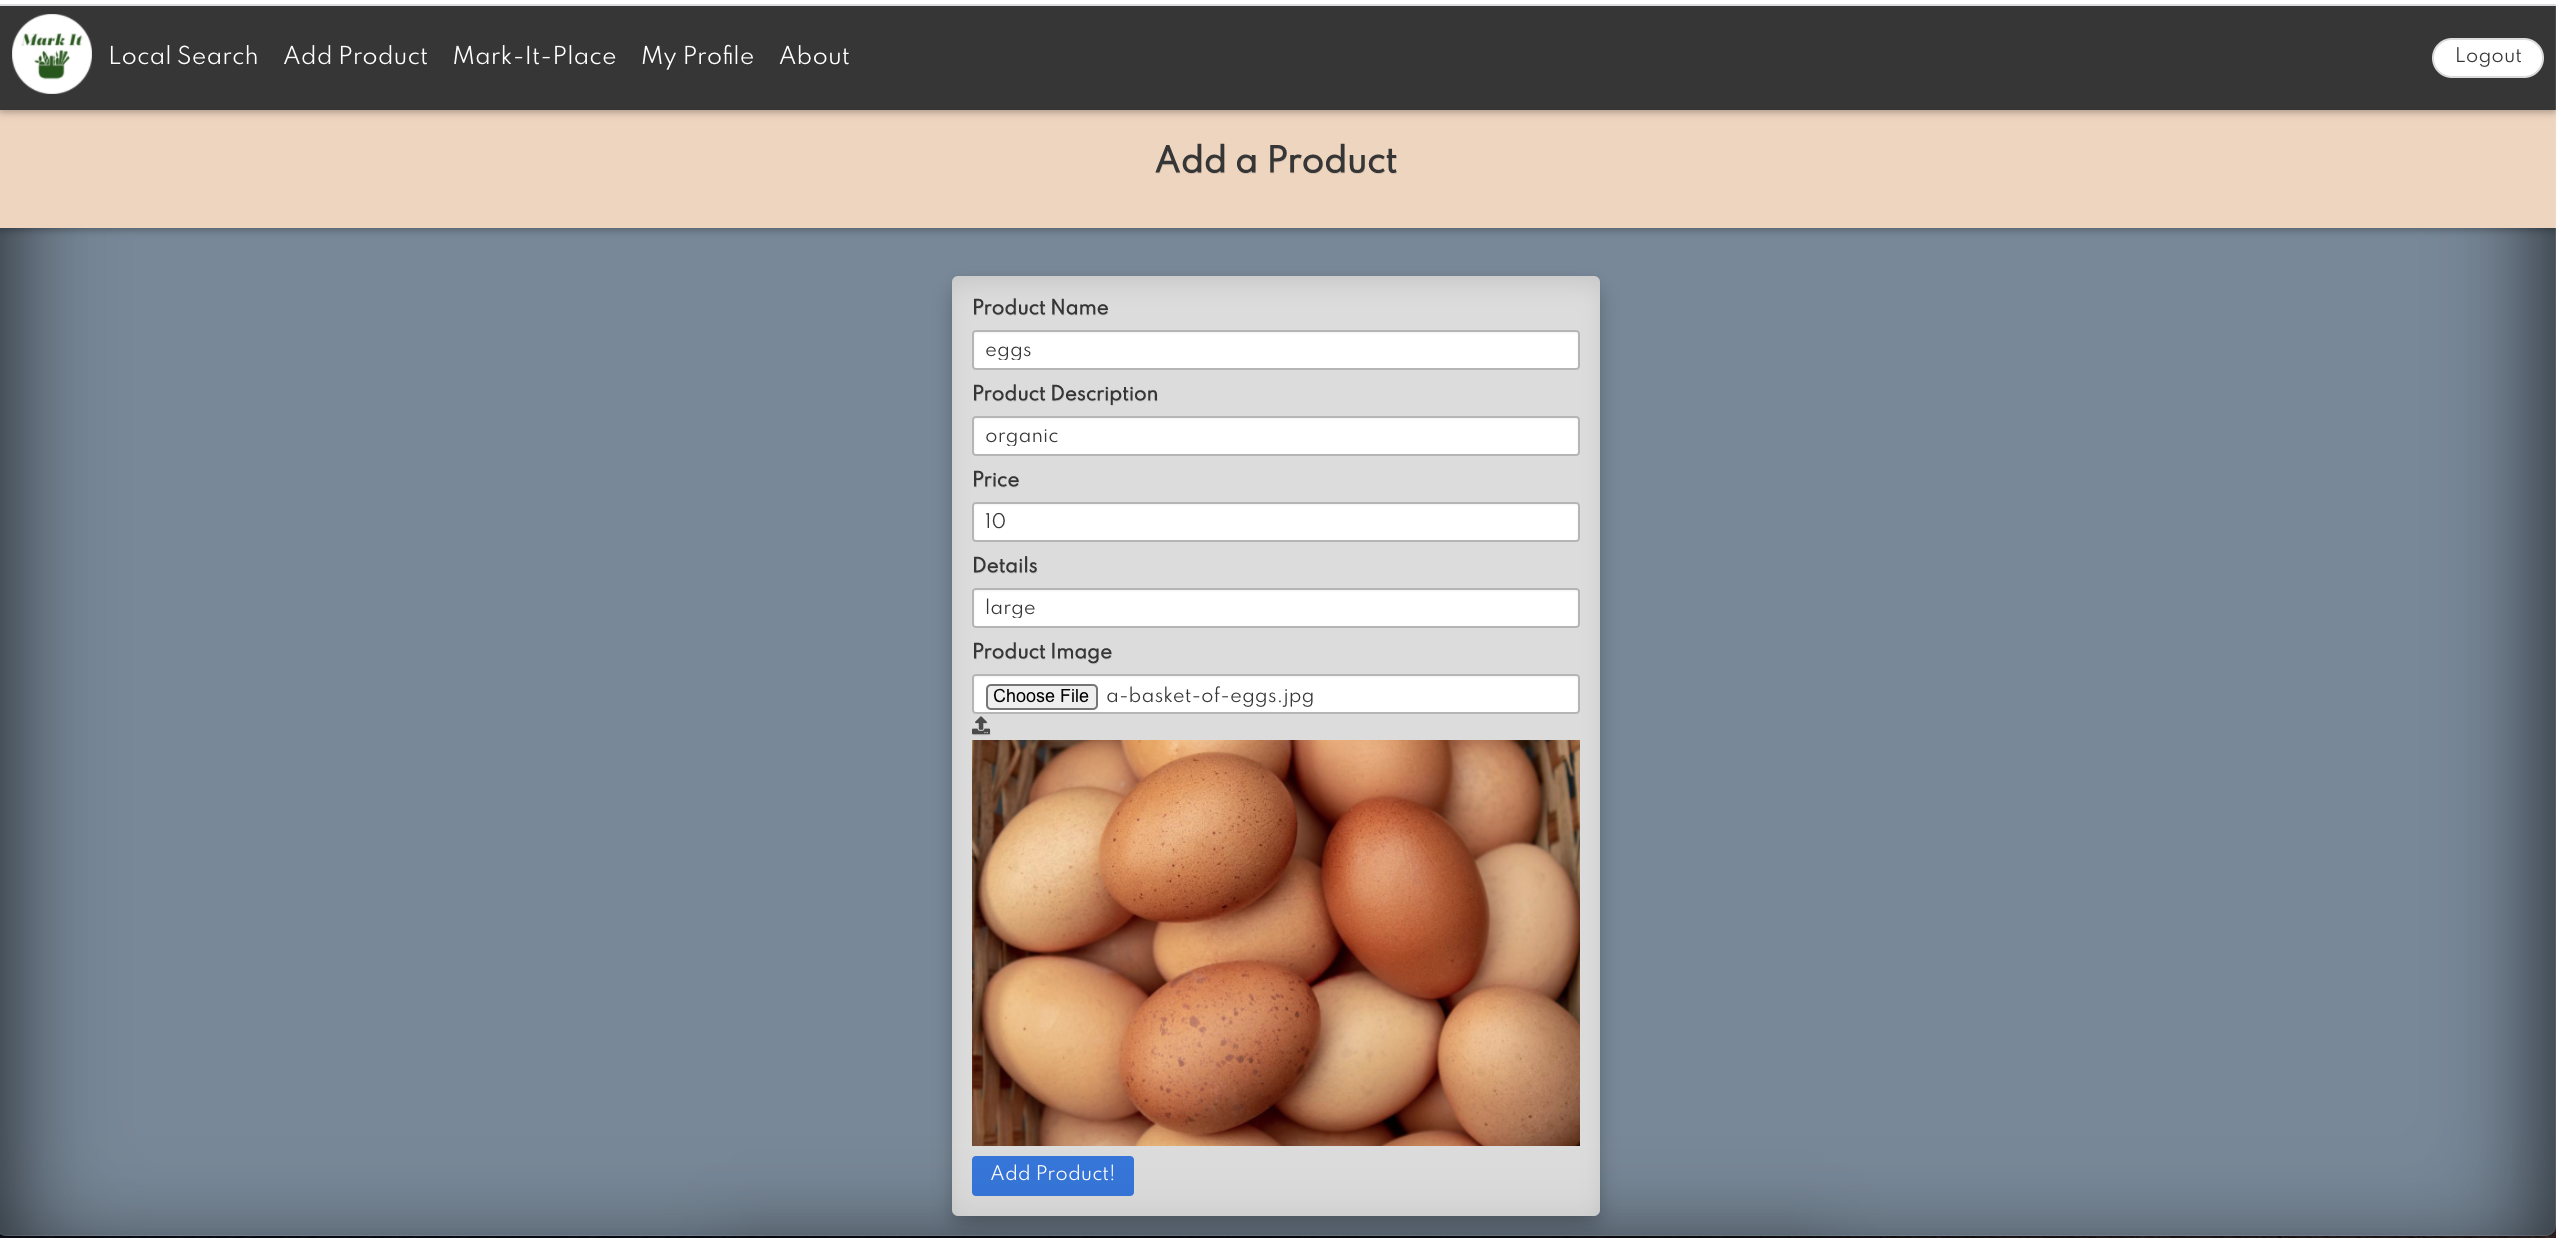 Mark It
Local Search Add Product Mark-It-Place My Profile About
Logout
Add a Product
Product Name
eggs
Product Description
organic
Price
10
Details
large
Product Image
Choose File a-basket-of-eggs.jpg
Add Product!